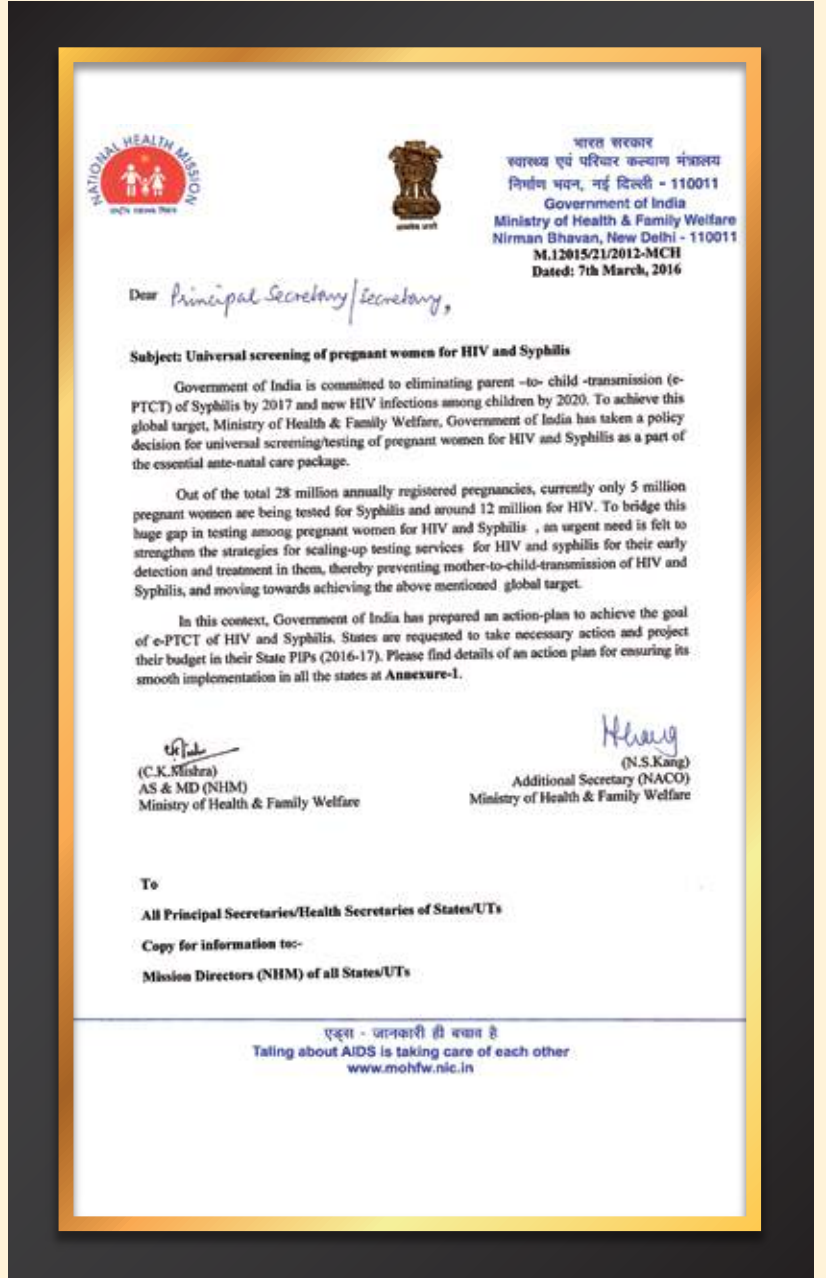 NATIONAL HEALTH MISSION
राष्ट्रीय स्वास्थ्य मिशन
सत्यमेव जयते
भारत सरकार
स्वास्थ्य एवं परिवार कल्याण मंत्रालय
निर्माण भवन, नई दिल्ली - 110011
Government of India
Ministry of Health & Family Welfare
Nirman Bhavan, New Delhi - 110011
M.12015/21/2012-MCH
Dated: 7th March, 2016
Dear Principal Secretary/Secretary,
Subject: Universal screening of pregnant women for HIV and Syphilis
Government of India is committed to eliminating parent –to- child -transmission (e-
PTCT) of Syphilis by 2017 and new HIV infections among children by 2020. To achieve this
global target, Ministry of Health & Family Welfare, Government of India has taken a policy
decision for universal screening/testing of pregnant women for HIV and Syphilis as a part of
the essential ante-natal care package.
Out of the total 28 million annually registered pregnancies, currently only 5 million
pregnant women are being tested for Syphilis and around 12 million for HIV. To bridge this
huge gap in testing among pregnant women for HIV and Syphilis , an urgent need is felt to
strengthen the strategies for scaling-up testing services for HIV and syphilis for their early
detection and treatment in them, thereby preventing mother-to-child-transmission of HIV and
Syphilis, and moving towards achieving the above mentioned global target.
In this context, Government of India has prepared an action-plan to achieve the goal
of e-PTCT of HIV and Syphilis. States are requested to take necessary action and project
their budget in their State PIPs (2016-17). Please find details of an action plan for ensuring its
smooth implementation in all the states at Annexure-1.
(C.K.Mishra)
AS & MD (NHM)
Ministry of Health & Family Welfare
(N.S.Kang)
Additional Secretary (NACO)
Ministry of Health & Family Welfare
To
All Principal Secretaries/Health Secretaries of States/UTs
Copy for information to:-
Mission Directors (NHM) of all States/UTs
एड्स - जानकारी ही बचाव है
Taling about AIDS is taking care of each other
www.mohfw.nic.in